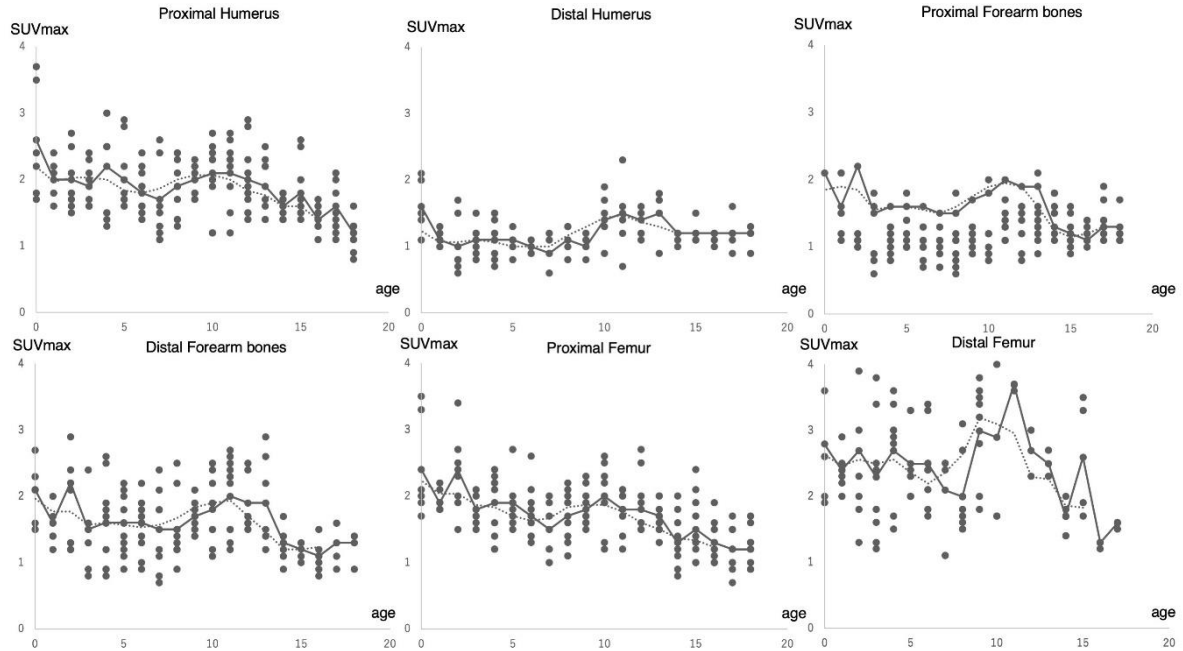 Proximal Humerus
SUVmax
4
3
2
1
0
0 5 10 15 20
age
Distal Humerus
SUVmax
4
3
2
1
0
0 5 10 15 20
age
Proximal Forearm bones
SUVmax
4
3
2
1
0
0 5 10 15 20
age
Distal Forearm bones
SUVmax
4
3
2
1
0
0 5 10 15 20
age
Proximal Femur
SUVmax
4
3
2
1
0
0 5 10 15 20
age
Distal Femur
SUVmax
4
3
2
1
0
0 5 10 15 20
age